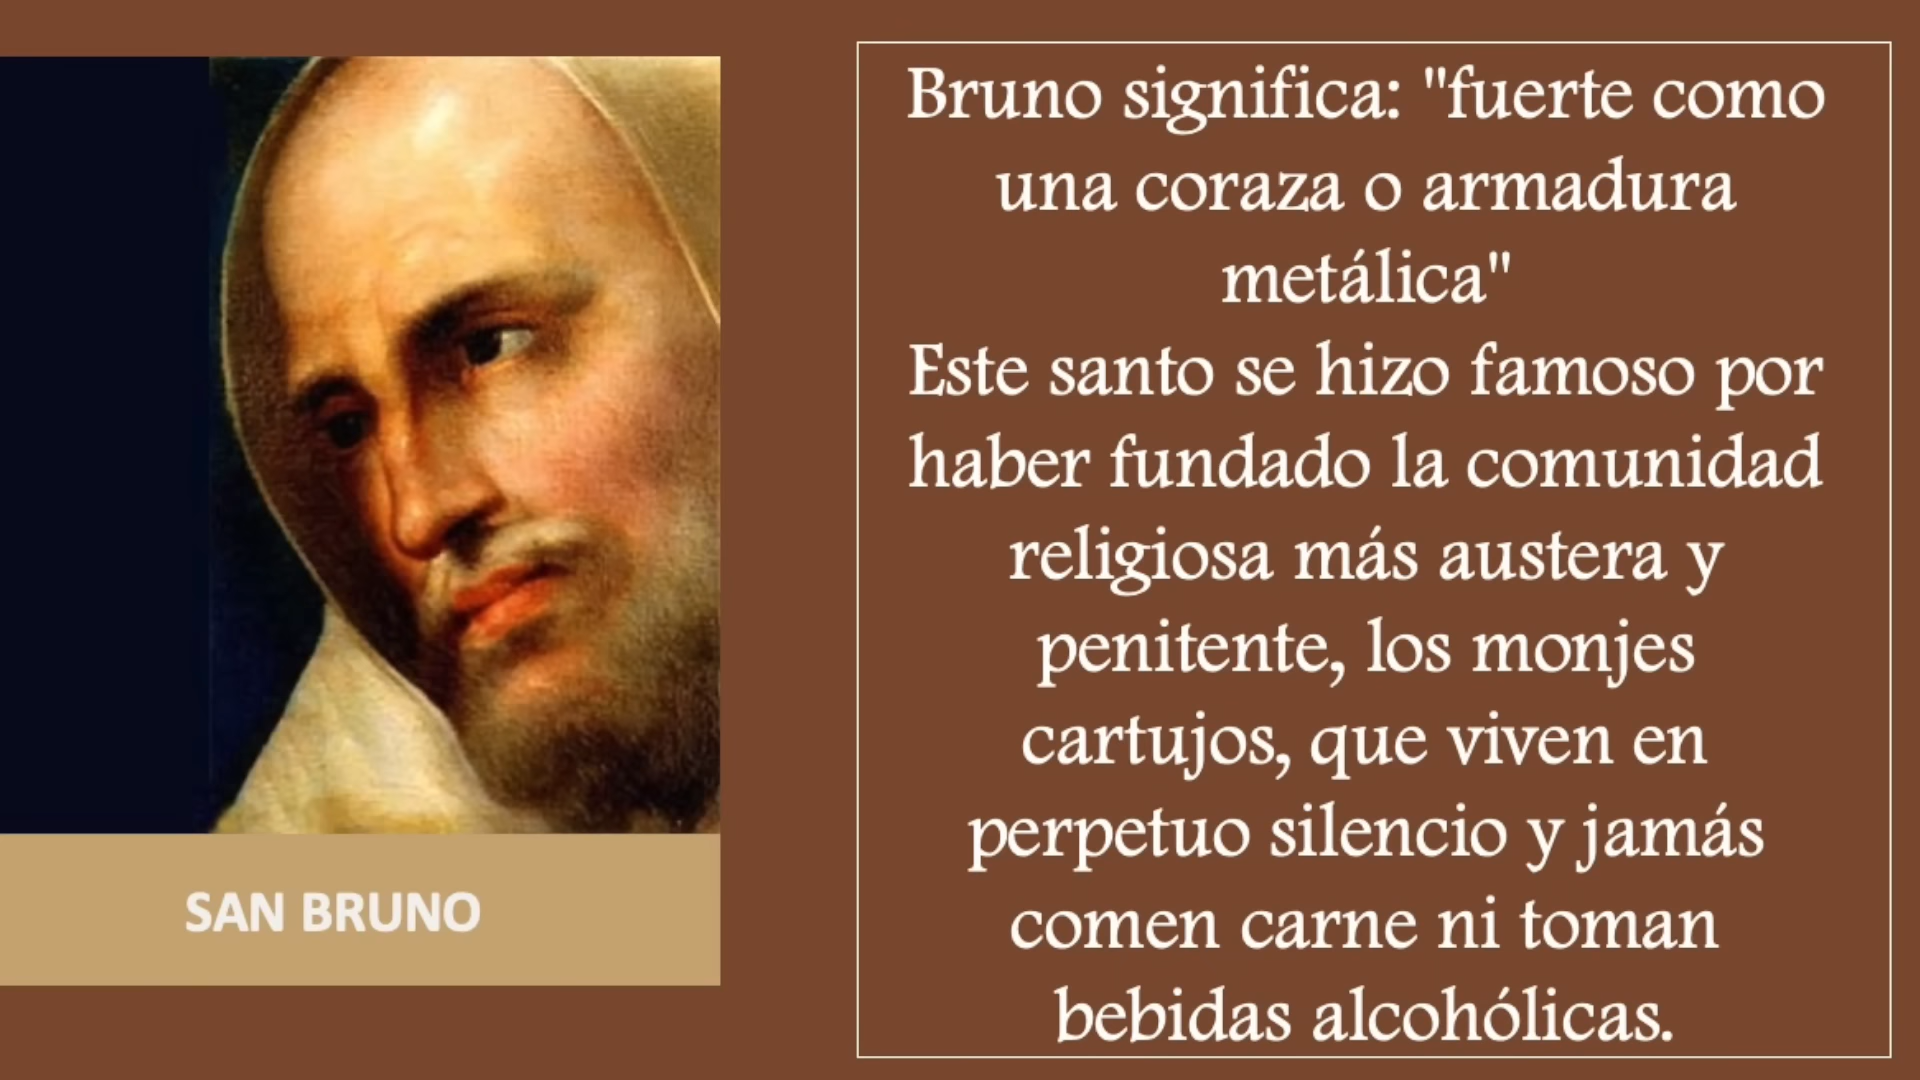 SAN BRUNO
Bruno significa: "fuerte como
una coraza o armadura
metálica"
Este santo se hizo famoso por
haber fundado la comunidad
religiosa más austera y
penitente, los monjes
cartujos, que viven en
perpetuo silencio y jamás
comen carne ni toman
bebidas alcohólicas.